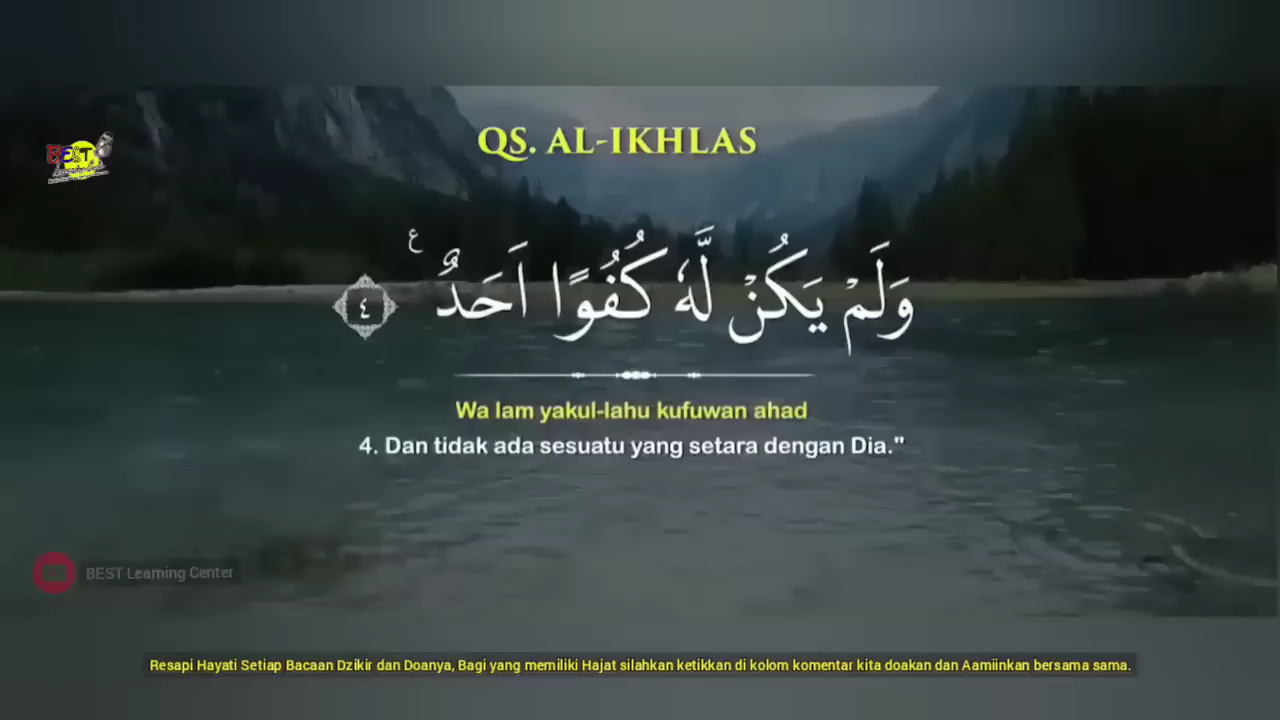 QS. AL-IKHLAS
BEST
وَلَمْ يَكُنْ لَّهٗ كُفُوًا اَحَدٌ ࣖ ٤
Wa lam yakul-lahu kufuwan ahad
4. Dan tidak ada sesuatu yang setara dengan Dia."
BEST Learning Center
Resapi Hayati Setiap Bacaan Dzikir dan Doanya, Bagi yang memiliki Hajat silahkan ketikkan di kolom komentar kita doakan dan Aamiinkan bersama sama.